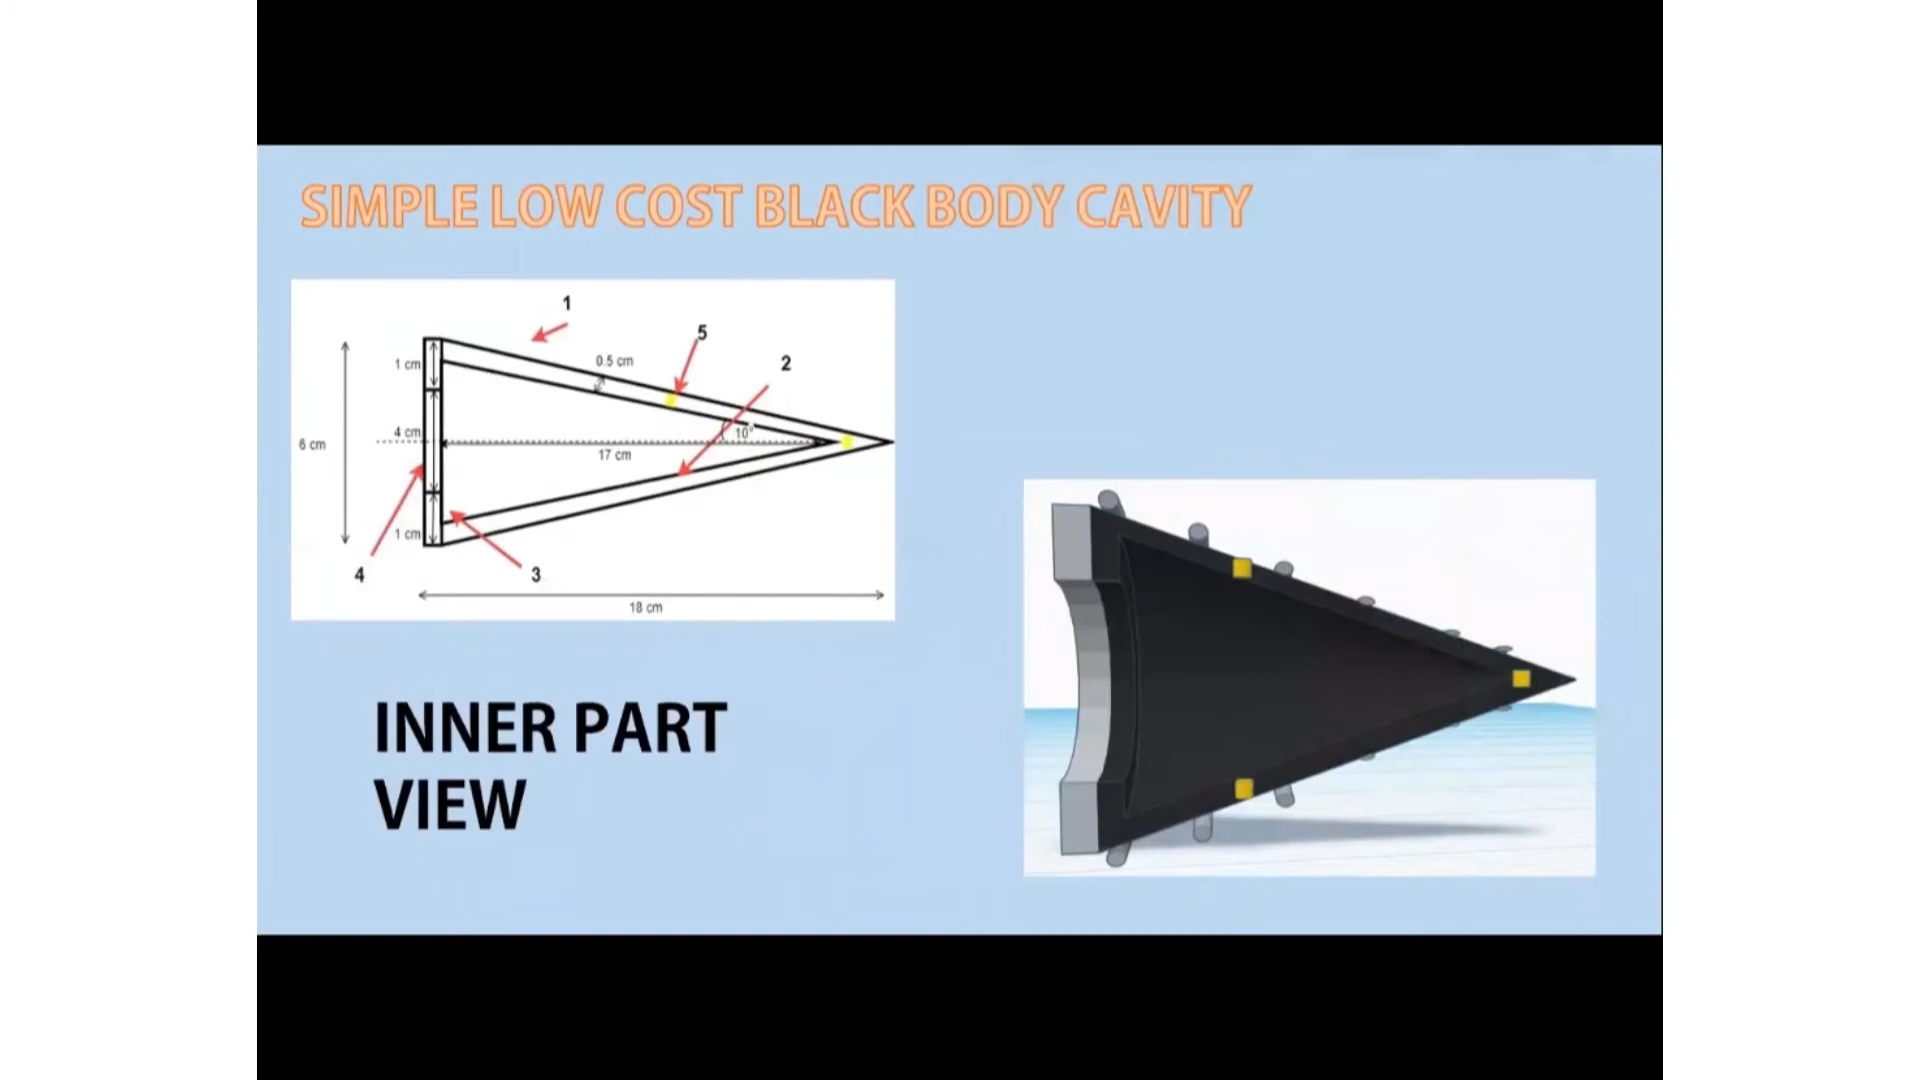 SIMPLE LOW COST BLACK BODY CAVITY
1
5
2
0.5 cm
1 cm
4 cm
10°
6 cm
17 cm
1 cm
4
3
18 cm
INNER PART
VIEW